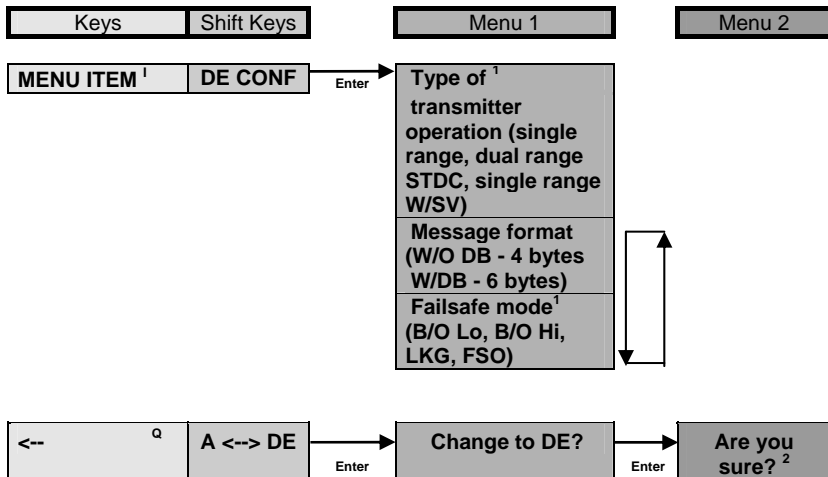 Keys Shift Keys Menu 1 Menu 2
MENU ITEM I DE CONF Enter Type of 1
transmitter
operation (single
range, dual range
STDC, single range
W/SV)
Message format
(W/O DB - 4 bytes
W/DB - 6 bytes)
Failsafe mode1
(B/O Lo, B/O Hi,
LKG, FSO)
<-- Q A <--> DE Enter Change to DE? Enter Are you
sure? 2